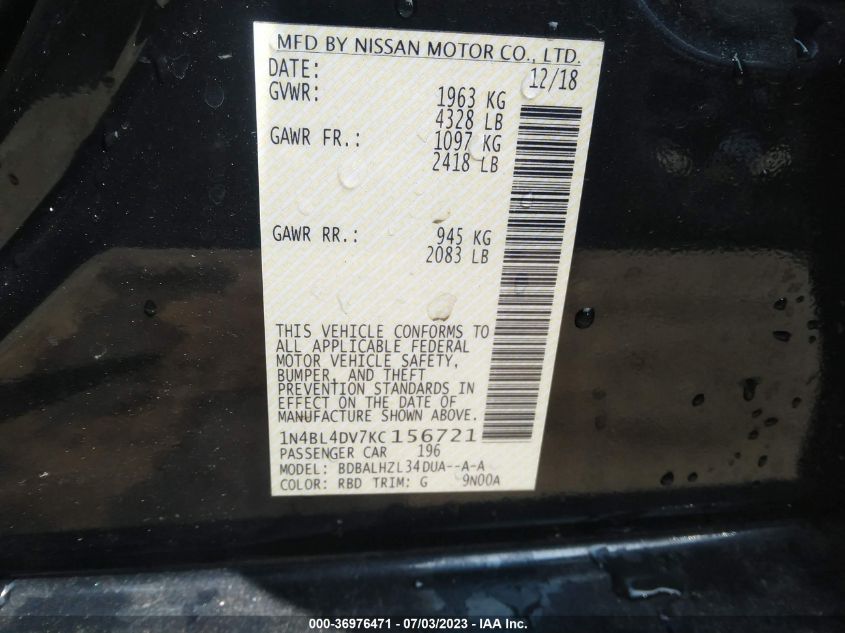 MFD BY NISSAN MOTOR CO., LTD.
DATE: 12/18
GVWR: 1963 KG
4328 LB
GAWR FR.: 1097 KG
2418 LB
GAWR RR.: 945 KG
2083 LB
THIS VEHICLE CONFORMS TO
ALL APPLICABLE FEDERAL
MOTOR VEHICLE SAFETY,
BUMPER, AND THEFT
PREVENTION STANDARDS IN
EFFECT ON THE DATE OF
MANUFACTURE SHOWN ABOVE.
1N4BL4DV7KC156721
PASSENGER CAR 196
MODEL: BDBALHZL34DUA--A-A
COLOR: RBD TRIM: G 9N00A
000-36976471 - 07/03/2023 - IAA Inc.